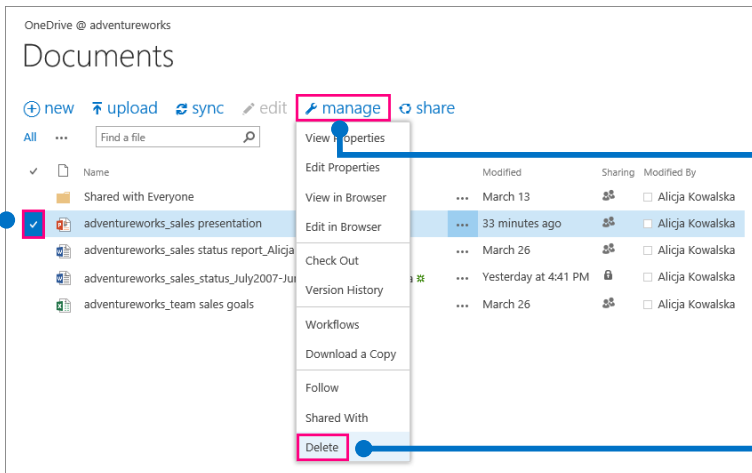 OneDrive @ adventureworks
Documents
new upload sync edit manage share
All ... Find a file
View Properties
Edit Properties
View in Browser
Edit in Browser
Check Out
Version History
Workflows
Download a Copy
Follow
Shared With
Delete
Name Modified Sharing Modified By
Shared with Everyone ... March 13 Alicja Kowalska
adventureworks_sales presentation ... 33 minutes ago Alicja Kowalska
adventureworks_sales status report_Alicja ... March 26 Alicja Kowalska
adventureworks_sales_status_July2007-Jun a ... Yesterday at 4:41 PM Alicja Kowalska
adventureworks_team sales goals ... March 26 Alicja Kowalska